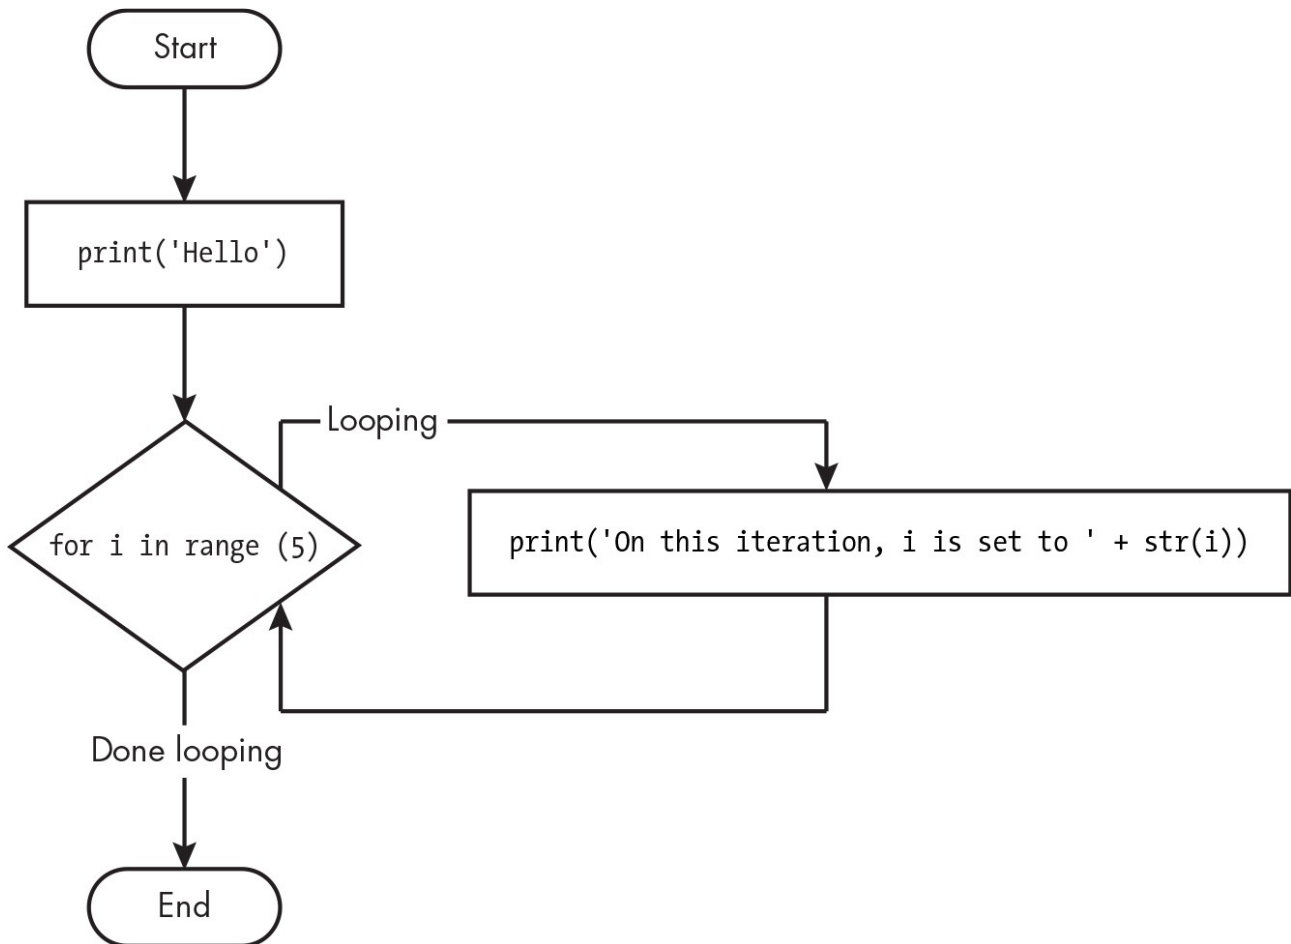 Start
print('Hello')
Looping
for i in range (5)
print('On this iteration, i is set to ' + str(i))
Done looping
End